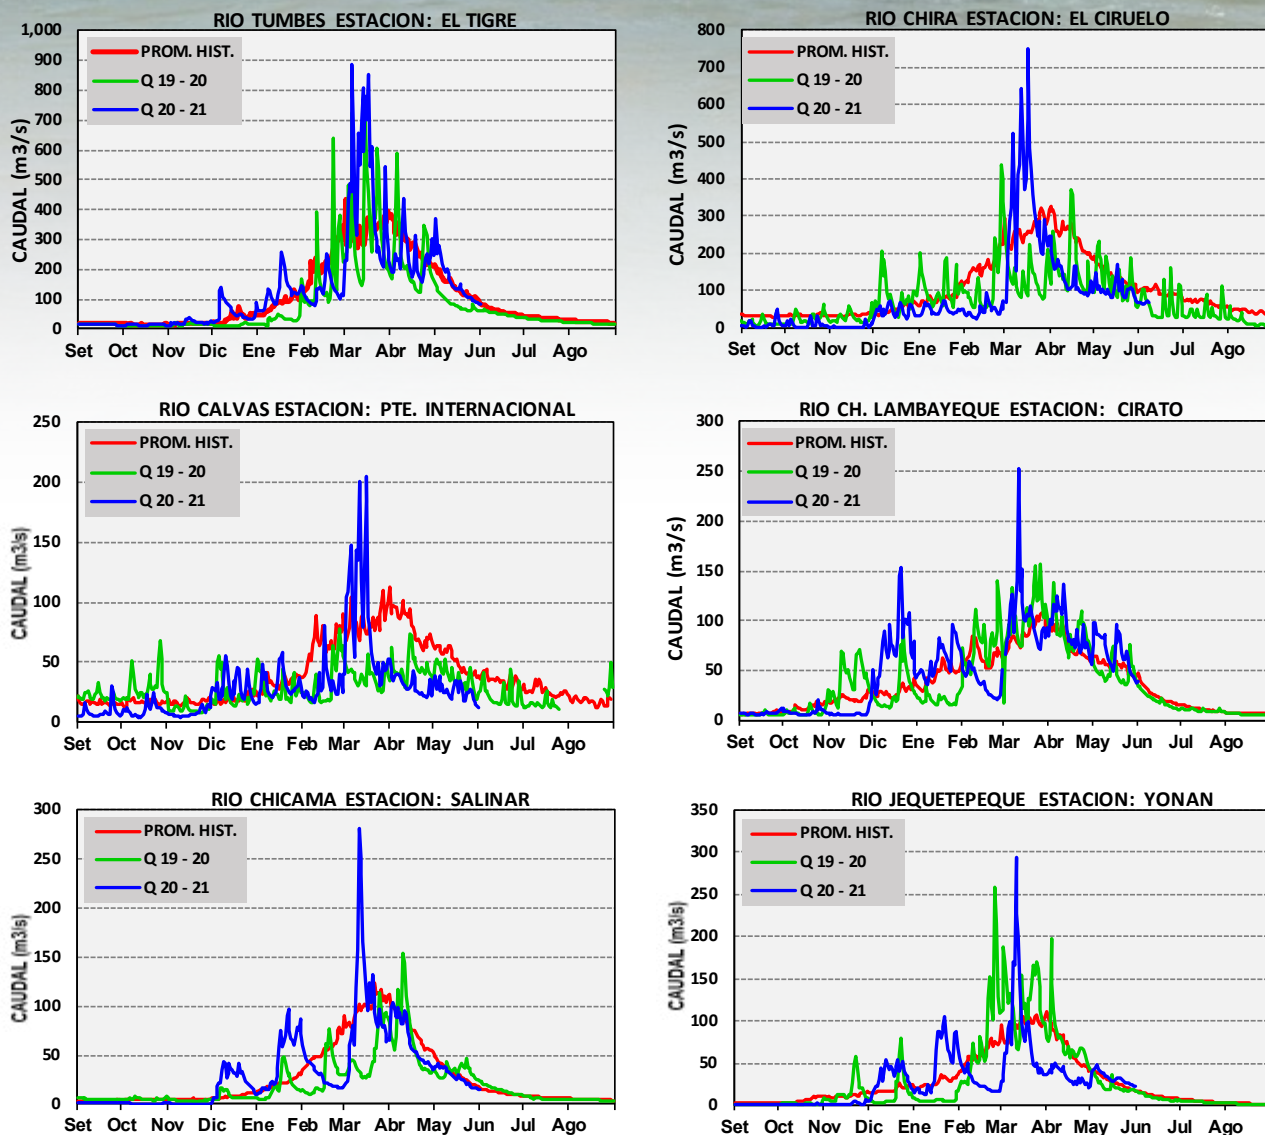 RIO TUMBES ESTACION: EL TIGRE
1,000
900
800
700
600
500
400
300
200
100
0
CAUDAL (m3/s)
PROM. HIST.
Q 19 - 20
Q 20 - 21
Set Oct Nov Dic Ene Feb Mar Abr May Jun Jul Ago
RIO CHIRA ESTACION: EL CIRUELO
800
700
600
500
400
300
200
100
0
CAUDAL (m3/s)
PROM. HIST.
Q 19 - 20
Q 20 - 21
Set Oct Nov Dic Ene Feb Mar Abr May Jun Jul Ago
RIO CALVAS ESTACION: PTE. INTERNACIONAL
250
200
150
100
50
0
CAUDAL (m3/s)
PROM. HIST.
Q 19 - 20
Q 20 - 21
Set Oct Nov Dic Ene Feb Mar Abr May Jun Jul Ago
RIO CH. LAMBAYEQUE ESTACION: CIRATO
300
250
200
150
100
50
0
CAUDAL (m3/s)
PROM. HIST.
Q 19 - 20
Q 20 - 21
Set Oct Nov Dic Ene Feb Mar Abr May Jun Jul Ago
RIO CHICAMA ESTACION: SALINAR
300
250
200
150
100
50
0
CAUDAL (m3/s)
PROM. HIST.
Q 19 - 20
Q 20 - 21
Set Oct Nov Dic Ene Feb Mar Abr May Jun Jul Ago
RIO JEQUETEPEQUE ESTACION: YONAN
350
300
250
200
150
100
50
0
CAUDAL (m3/s)
PROM. HIST.
Q 19 - 20
Q 20 - 21
Set Oct Nov Dic Ene Feb Mar Abr May Jun Jul Ago